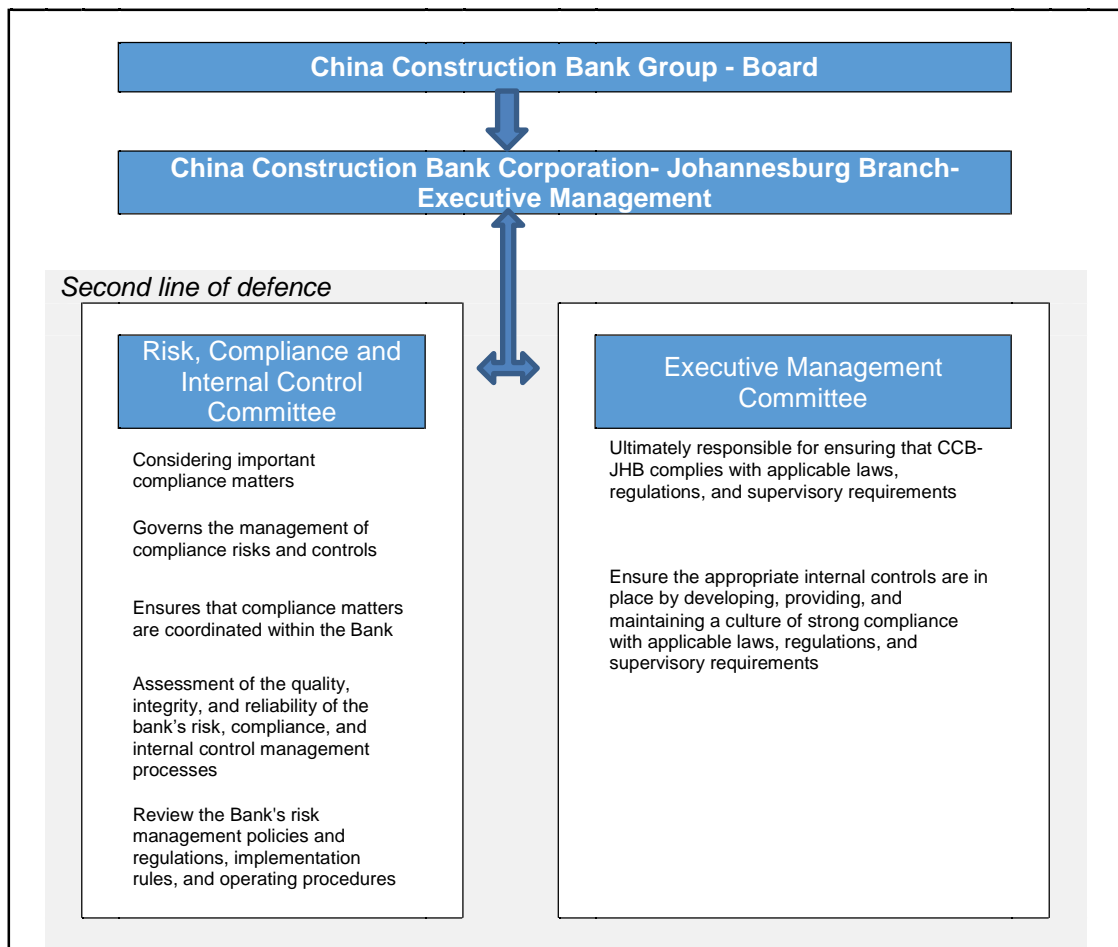 China Construction Bank Group - Board
China Construction Bank Corporation- Johannesburg Branch-
Executive Management
Second line of defence
Risk, Compliance and
Internal Control
Committee
Considering important
compliance matters
Governs the management of
compliance risks and controls
Ensures that compliance matters
are coordinated within the Bank
Assessment of the quality,
integrity, and reliability of the
bank’s risk, compliance, and
internal control management
processes
Review the Bank's risk
management policies and
regulations, implementation
rules, and operating procedures
Executive Management
Committee
Ultimately responsible for ensuring that CCB-
JHB complies with applicable laws,
regulations, and supervisory requirements
Ensure the appropriate internal controls are in
place by developing, providing, and
maintaining a culture of strong compliance
with applicable laws, regulations, and
supervisory requirements